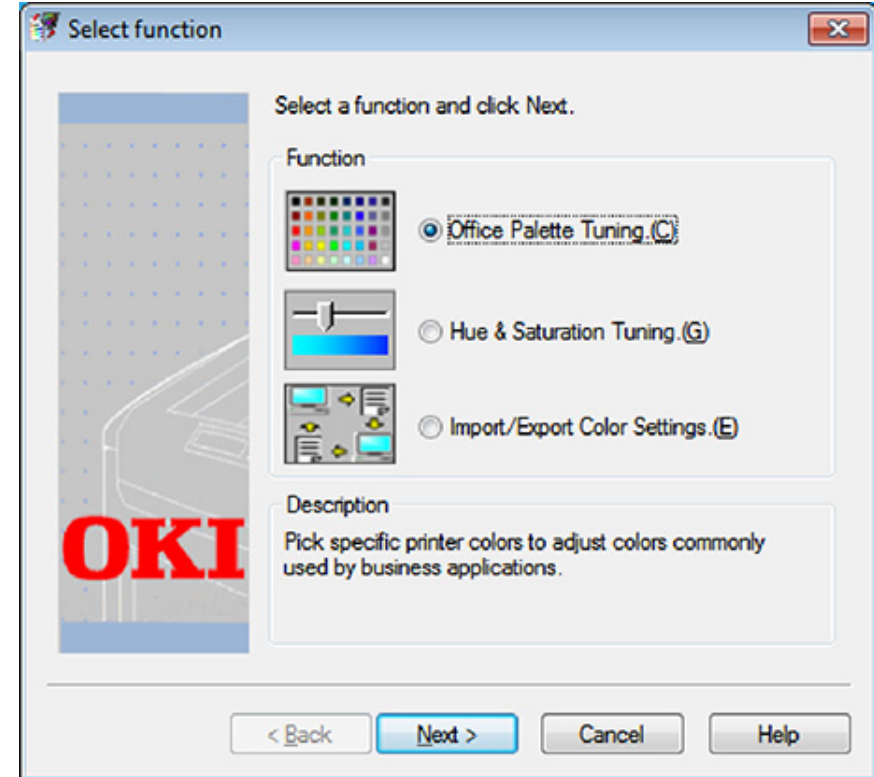 Select function
Select a function and click Next.
Function
Office Palette Tuning.(C)
Hue & Saturation Tuning.(G)
Import/Export Color Settings.(E)
OKI
Description
Pick specific printer colors to adjust colors commonly
used by business applications.
< Back
Next >
Cancel
Help